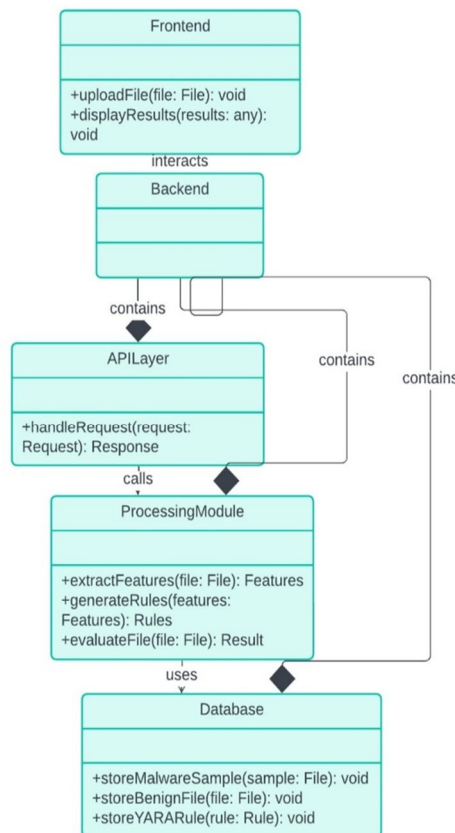 Frontend
+uploadFile(file: File): void
+displayResults(results: any):
void
interacts
Backend
contains
APILayer
contains
contains
+handleRequest(request:
Request): Response
calls
ProcessingModule
+extractFeatures(file: File): Features
+generateRules(features:
Features): Rules
+evaluateFile(file: File): Result
uses
Database
+storeMalwareSample(sample: File): void
+storeBenignFile(file: File): void
+storeYARARule(rule: Rule): void